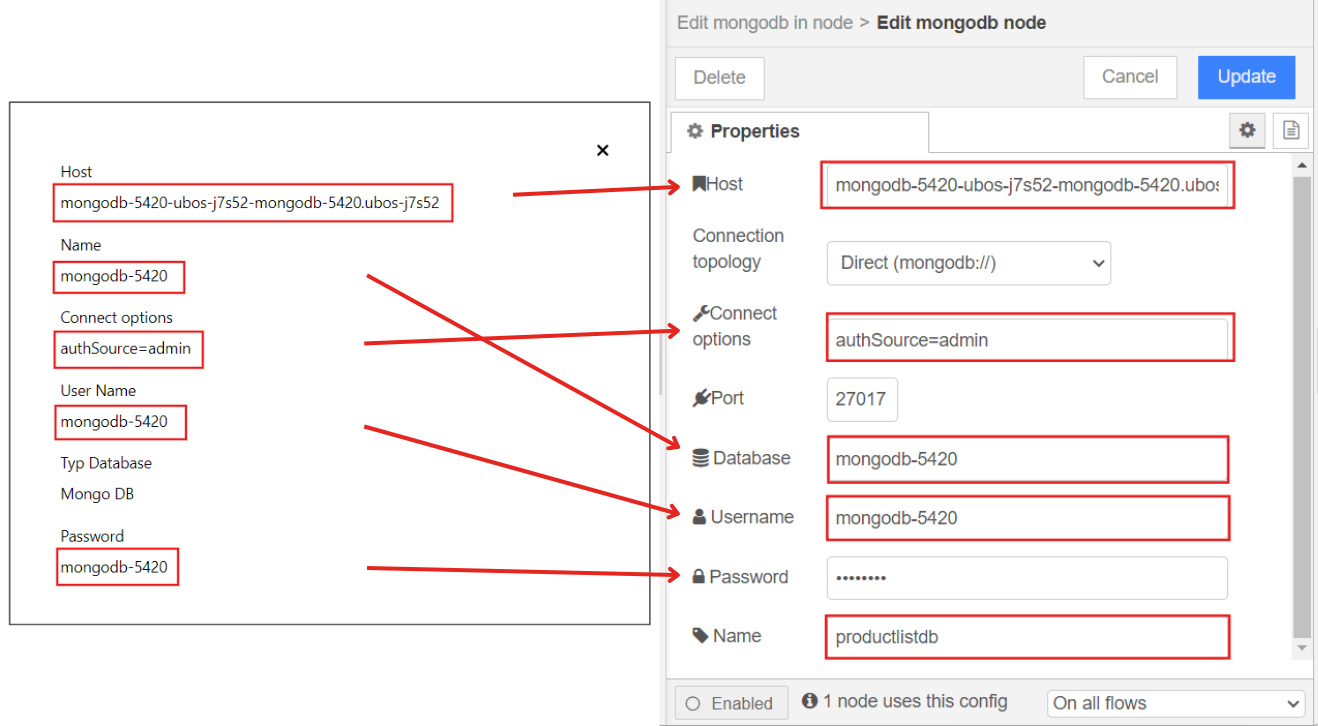 Host
mongodb-5420-ubos-j7s52-mongodb-5420.ubos-j7s52
Name
mongodb-5420
Connect options
authSource=admin
User Name
mongodb-5420
Typ Database
Mongo DB
Password
mongodb-5420
Edit mongodb in node > Edit mongodb node
Delete
Cancel
Update
Properties
Host
mongodb-5420-ubos-j7s52-mongodb-5420.ubos
Connection
topology
Direct (mongodb://)
Connect
options
authSource=admin
Port
27017
Database
mongodb-5420
Username
mongodb-5420
Password
••••••••
Name
productlistdb
Enabled
1 node uses this config
On all flows